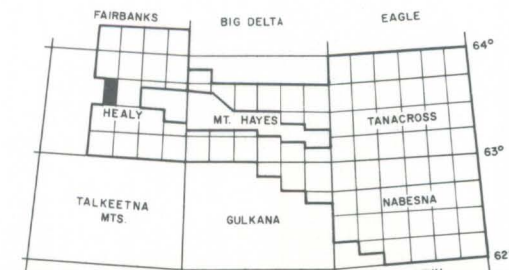 FAIRBANKS
BIG DELTA
EAGLE
64°
HEALY
MT. HAYES
TANACROSS
63°
TALKEETNA
MTS.
GULKANA
NABESNA
62